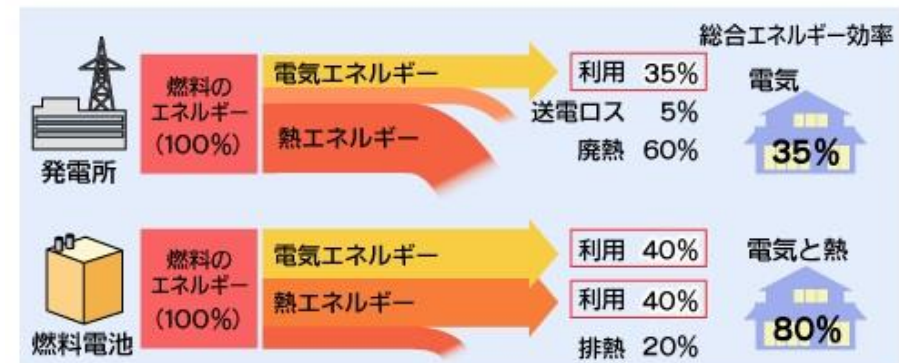 総合エネルギー効率
発電所
燃料の
エネルギー
(100%)
電気エネルギー
熱エネルギー
利用 35%
送電ロス 5%
廃熱 60%
電気
35%
燃料電池
燃料の
エネルギー
(100%)
電気エネルギー
熱エネルギー
利用 40%
利用 40%
排熱 20%
電気と熱
80%